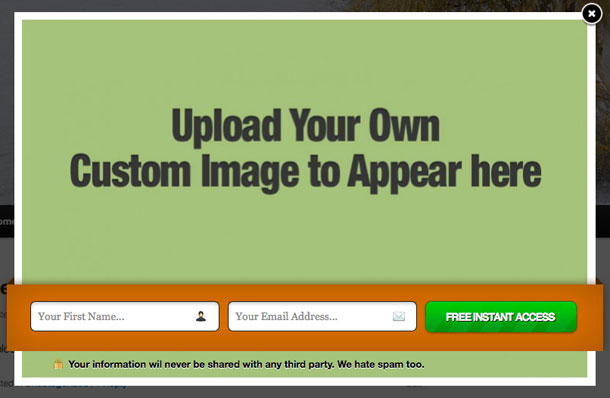 Upload Your Own
Custom Image to Appear here
Your First Name...
Your Email Address...
FREE INSTANT ACCESS
Your information wil never be shared with any third party. We hate spam too.